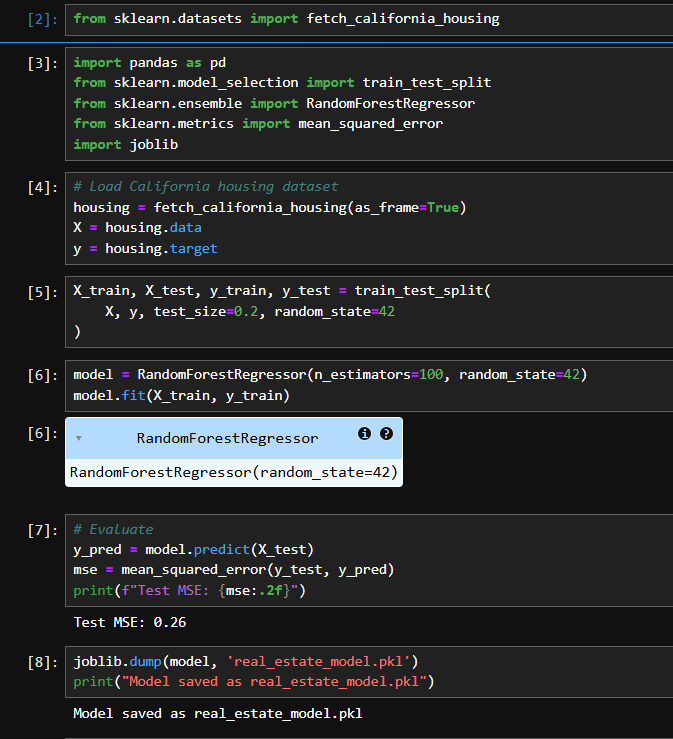 [2]: from sklearn.datasets import fetch_california_housing
[3]: import pandas as pd
from sklearn.model_selection import train_test_split
from sklearn.ensemble import RandomForestRegressor
from sklearn.metrics import mean_squared_error
import joblib
[4]: # Load California housing dataset
housing = fetch_california_housing(as_frame=True)
X = housing.data
y = housing.target
[5]: X_train, X_test, y_train, y_test = train_test_split(
    X, y, test_size=0.2, random_state=42
)
[6]: model = RandomForestRegressor(n_estimators=100, random_state=42)
model.fit(X_train, y_train)
[6]: ▾ RandomForestRegressor i ?
RandomForestRegressor(random_state=42)
[7]: # Evaluate
y_pred = model.predict(X_test)
mse = mean_squared_error(y_test, y_pred)
print(f"Test MSE: {mse:.2f}")
Test MSE: 0.26
[8]: joblib.dump(model, 'real_estate_model.pkl')
print("Model saved as real_estate_model.pkl")
Model saved as real_estate_model.pkl